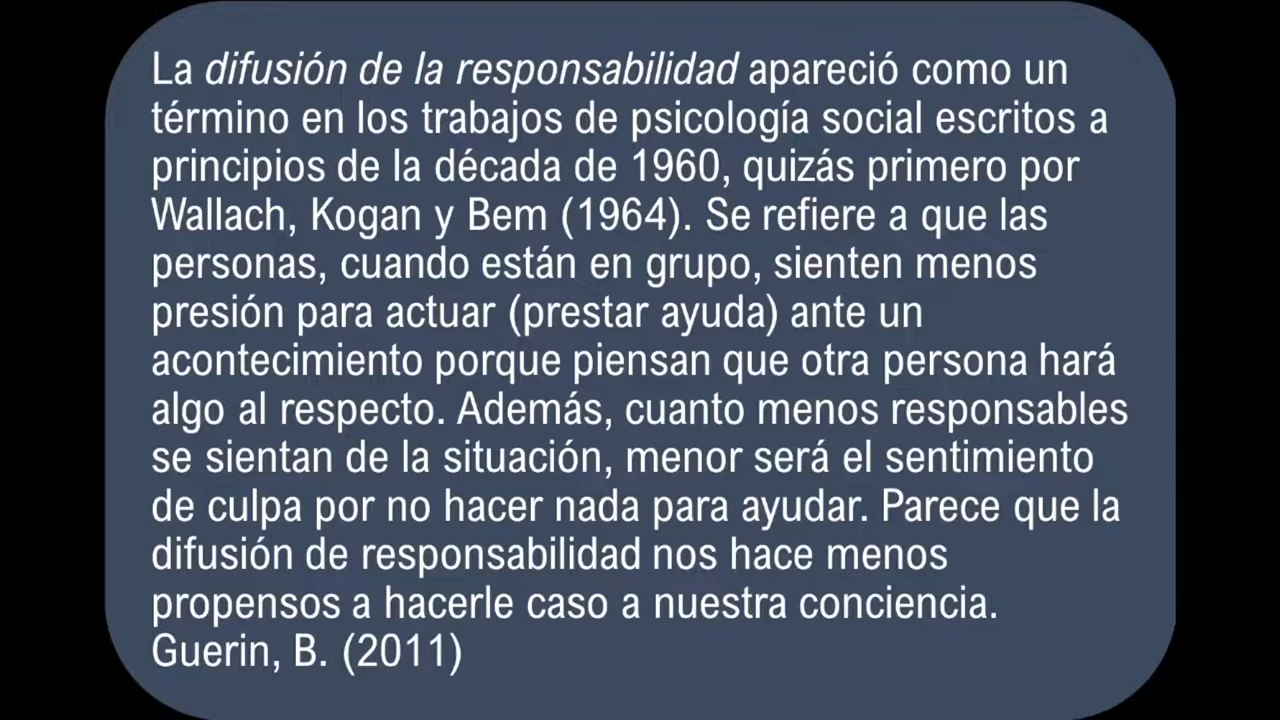 La difusión de la responsabilidad apareció como un
término en los trabajos de psicología social escritos a
principios de la década de 1960, quizás primero por
Wallach, Kogan y Bem (1964). Se refiere a que las
personas, cuando están en grupo, sienten menos
presión para actuar (prestar ayuda) ante un
acontecimiento porque piensan que otra persona hará
algo al respecto. Además, cuanto menos responsables
se sientan de la situación, menor será el sentimiento
de culpa por no hacer nada para ayudar. Parece que la
difusión de responsabilidad nos hace menos
propensos a hacerle caso a nuestra conciencia.
Guerin, B. (2011)